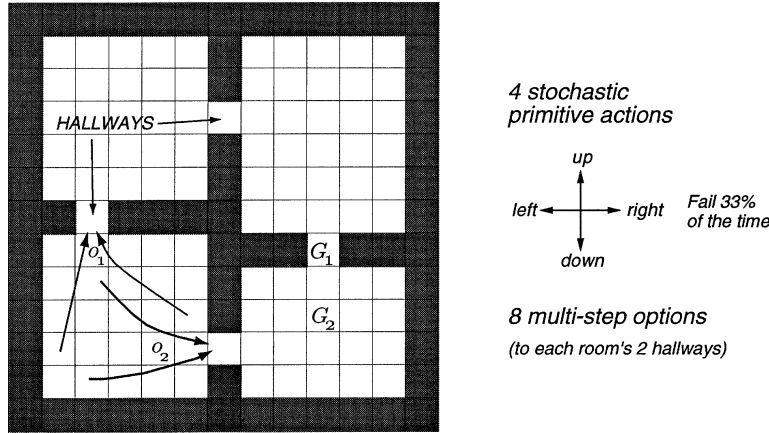 HALLWAYS
o1
G1
G2
o2
4 stochastic
primitive actions
up
left
right
Fail 33%
of the time
down
8 multi-step options
(to each room's 2 hallways)